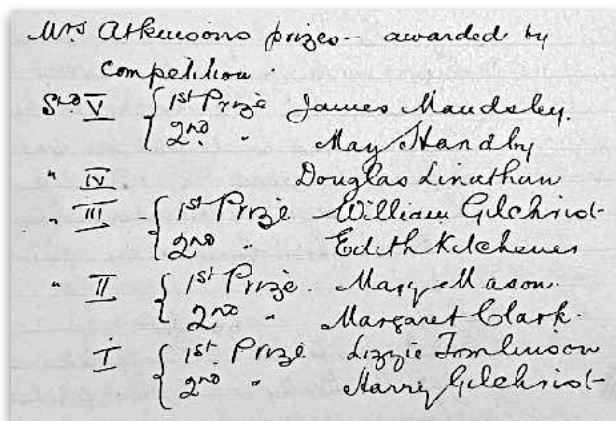 Mrs Atkinsons prizes - awarded by
competition.
Std V 1st Prize James Maudsley.
2nd " May Handby
" IV Douglas Linathan
" III - 1st Prize William Gilchrist
2nd " Edith Kitchener
" II 1st Prize. Mary Mason.
2nd " Margaret Clark.
I 1st Prize Lizzie Tomlinson
2nd " Harry Gilchrist